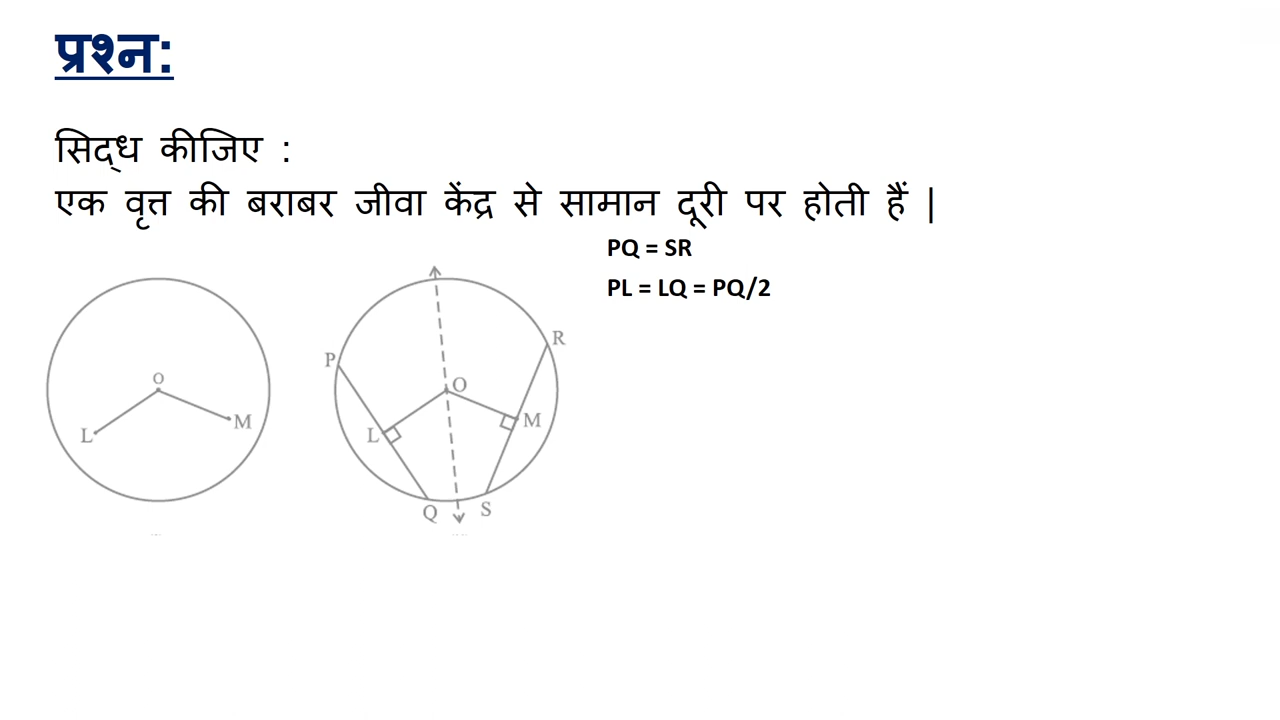 प्रश्न:
सिद्ध कीजिए :
एक वृत्त की बराबर जीवा केंद्र से सामान दूरी पर होती हैं |
PQ = SR
PL = LQ = PQ/2
O
L
M
P
R
O
L
M
Q
S